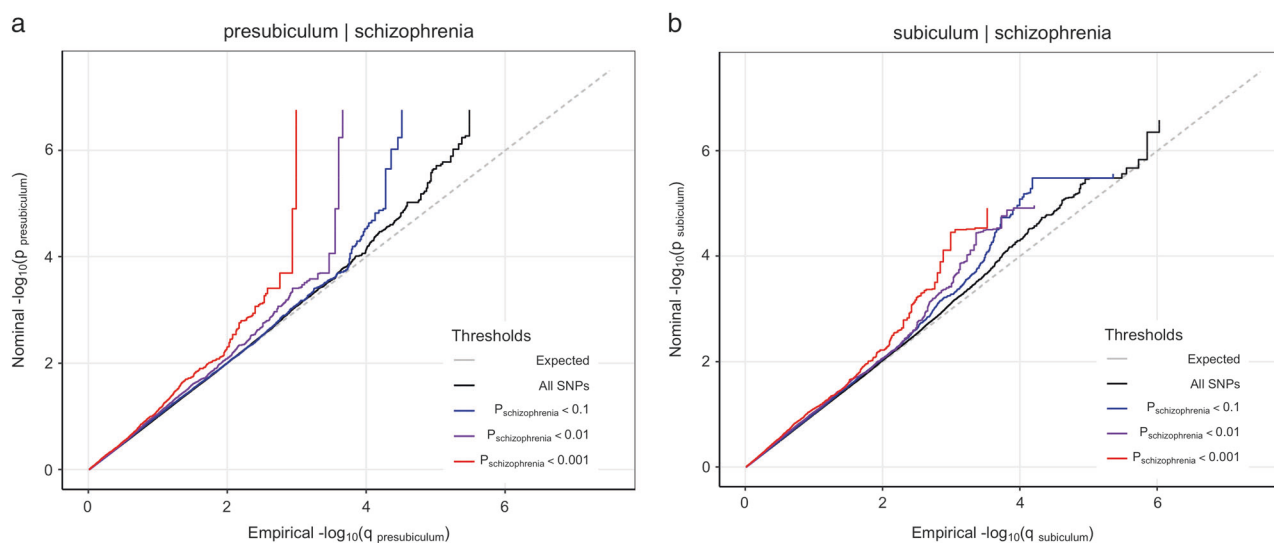 a
presubiculum | schizophrenia
Nominal -log10(p presubiculum)
6
4
2
0
Thresholds
Expected
All SNPs
Pschizophrenia < 0.1
Pschizophrenia < 0.01
Pschizophrenia < 0.001
0 2 4 6
Empirical -log10(q presubiculum)
b
subiculum | schizophrenia
Nominal -log10(p subiculum)
6
4
2
0
Thresholds
Expected
All SNPs
Pschizophrenia < 0.1
Pschizophrenia < 0.01
Pschizophrenia < 0.001
0 2 4 6
Empirical -log10(q subiculum)